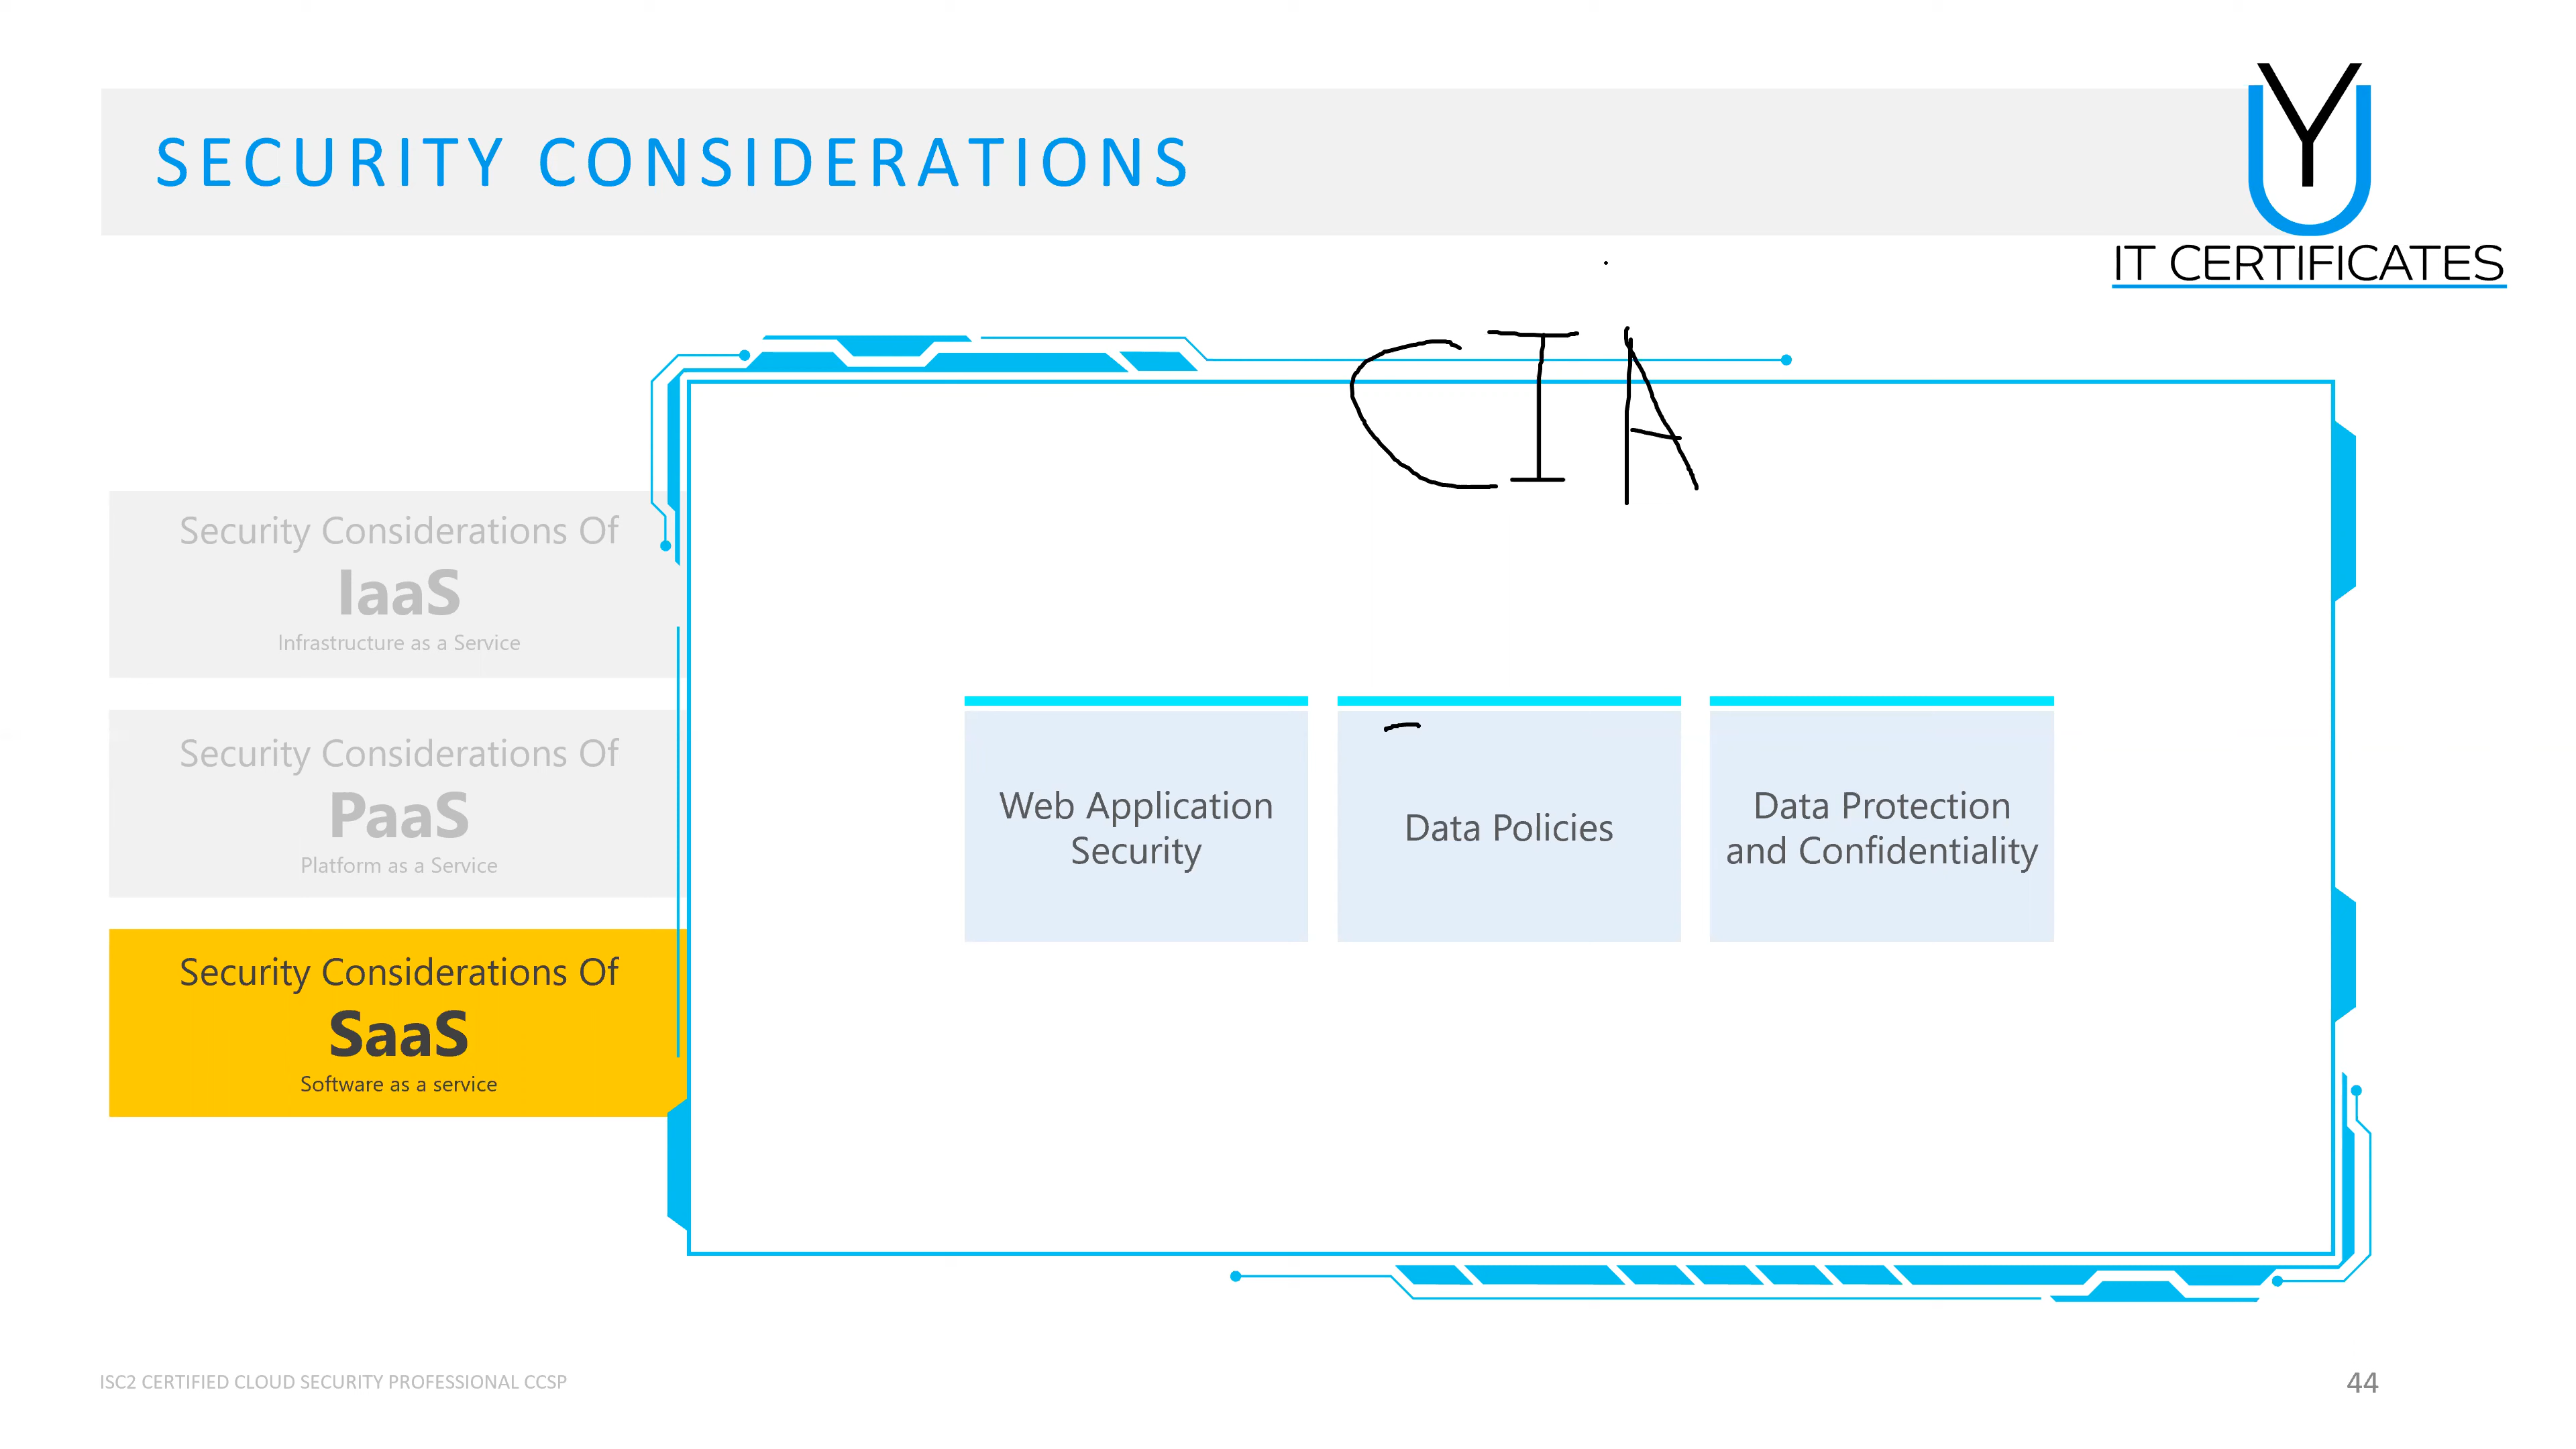 SECURITY CONSIDERATIONS
UY
IT CERTIFICATES
CIA
Security Considerations Of
IaaS
Infrastructure as a Service
Security Considerations Of
PaaS
Platform as a Service
Security Considerations Of
SaaS
Software as a service
Web Application
Security
Data Policies
Data Protection
and Confidentiality
ISC2 CERTIFIED CLOUD SECURITY PROFESSIONAL CCSP
44